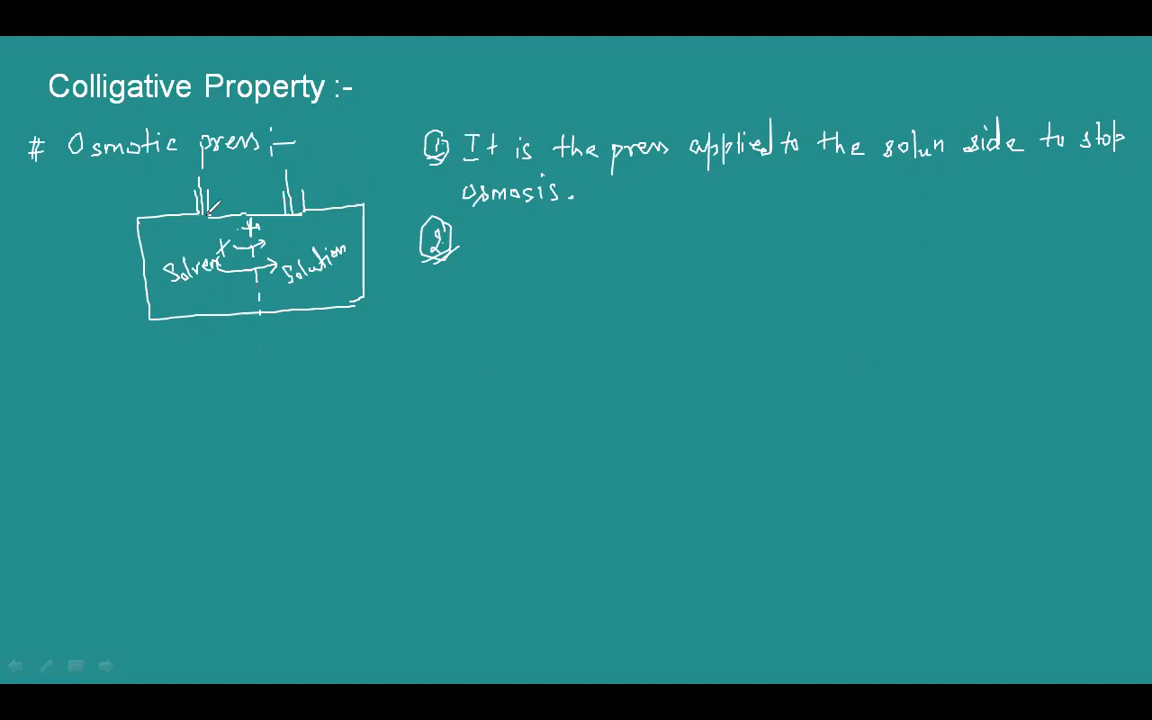 Colligative Property :-
# Osmotic press :-
① It is the press applied to the solun side to stop
osmosis.
②
Solvent Solution